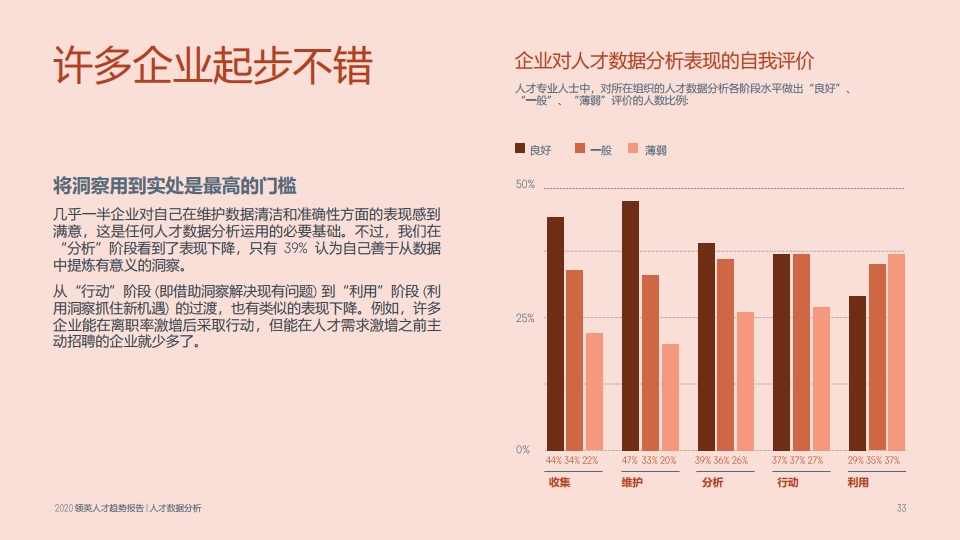 许多企业起步不错
将洞察用到实处是最高的门槛
几乎一半企业对自己在维护数据清洁和准确性方面的表现感到
满意，这是任何人才数据分析运用的必要基础。不过，我们在
“分析”阶段看到了表现下降，只有 39% 认为自己善于从数据
中提炼有意义的洞察。
从“行动”阶段 (即借助洞察解决现有问题) 到“利用”阶段 (利
用洞察抓住新机遇) 的过渡，也有类似的表现下降。例如，许多
企业能在离职率激增后采取行动，但能在人才需求激增之前主
动招聘的企业就少多了。
企业对人才数据分析表现的自我评价
人才专业人士中，对所在组织的人才数据分析各阶段水平做出“良好”、
“一般”、“薄弱”评价的人数比例:
良好 一般 薄弱
50%
25%
0%
44% 34% 22% 47% 33% 20% 39% 36% 26% 37% 37% 27% 29% 35% 37%
收集 维护 分析 行动 利用
2020 领英人才趋势报告 | 人才数据分析
33